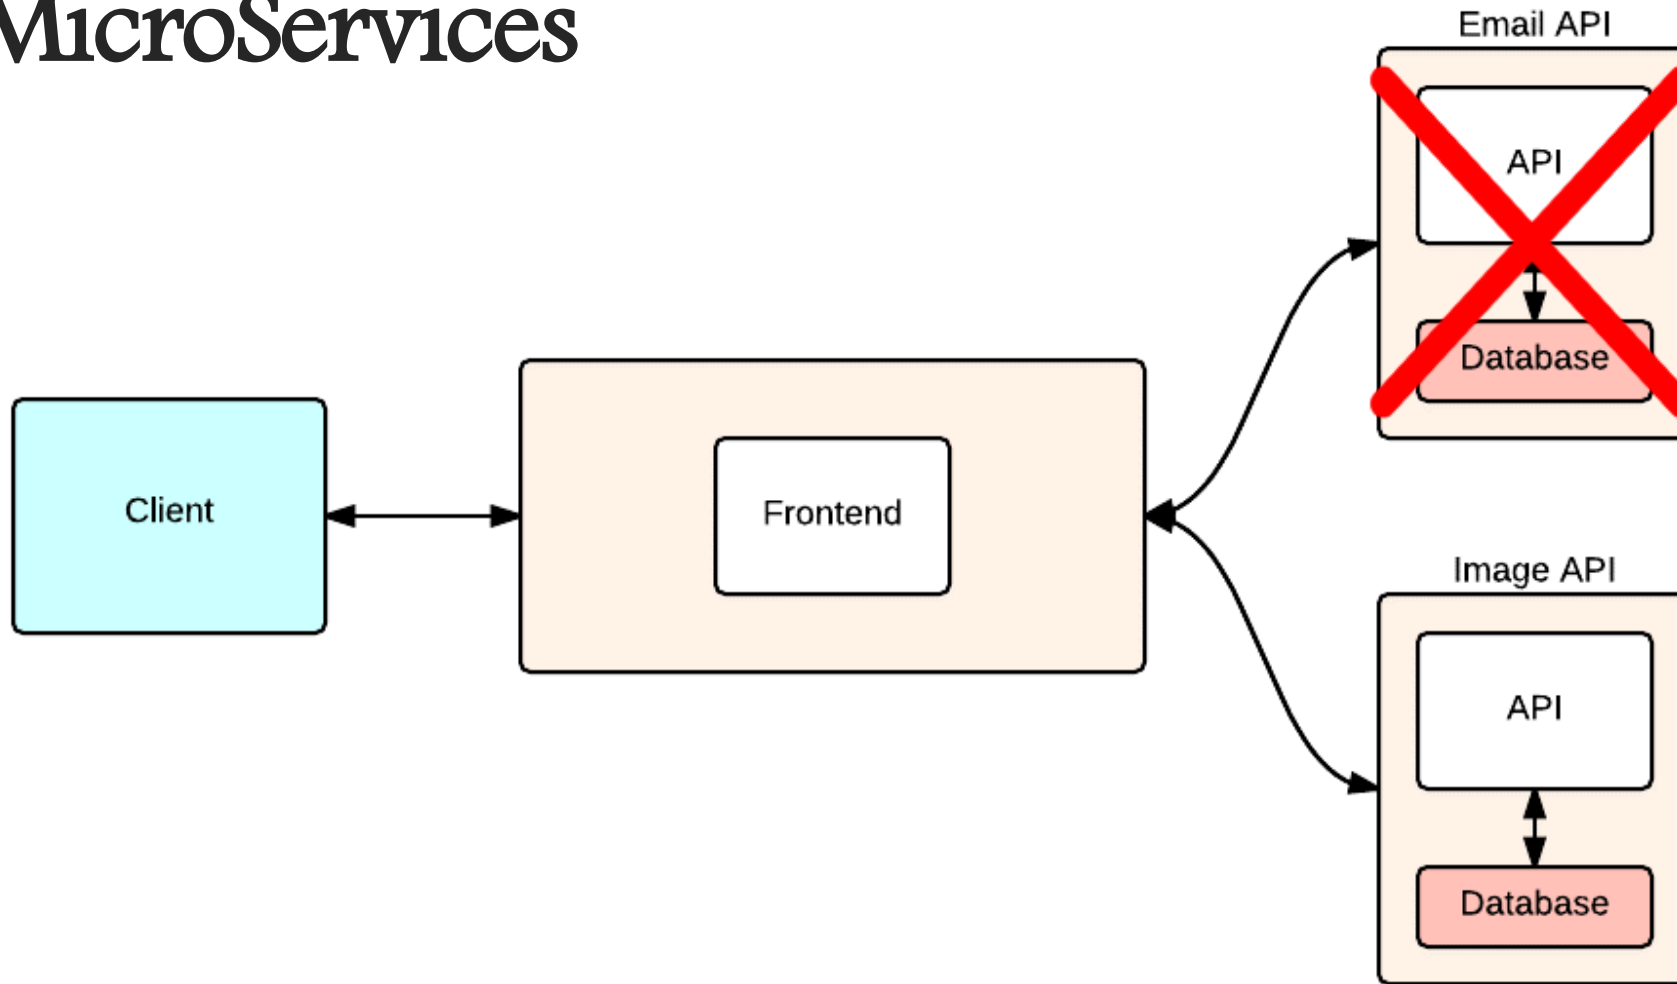 MicroServices
Email API
API
Database
Client
Frontend
Image API
API
Database